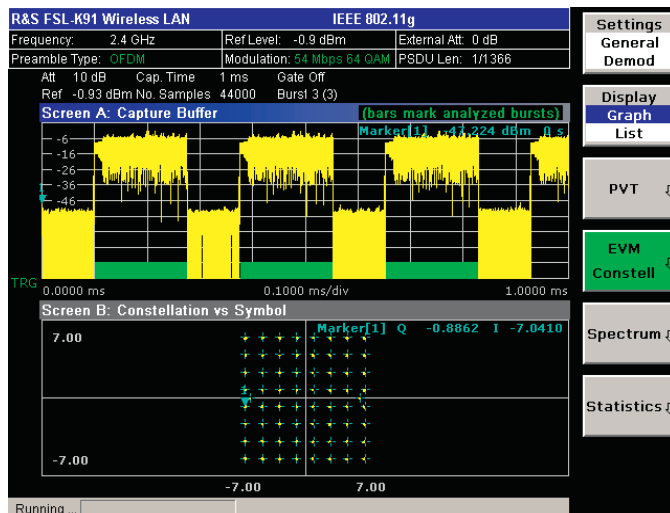 R&S FSL-K91 Wireless LAN IEEE 802.11g
Frequency: 2.4 GHz Ref Level: -0.9 dBm External Att: 0 dB
Preamble Type: OFDM Modulation: 54 Mbps 64 QAM PSDU Len: 1/1366
Att 10 dB Cap. Time 1 ms Gate Off
Ref -0.93 dBm No. Samples 44000 Burst 3 (3)
Screen A: Capture Buffer (bars mark analyzed bursts)
Marker[1] -47.224 dBm 0 s
-6
-16
-26
-36
1
-46
TRG
0.0000 ms 0.1000 ms/div 1.0000 ms
Screen B: Constellation vs Symbol
Marker[1] Q -0.8862 I -7.0410
7.00
-7.00
-7.00 7.00
Running ...
Settings
General
Demod
Display
Graph
List
PVT
EVM
Constell
Spectrum
Statistics